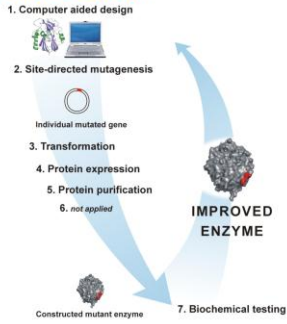 1. Computer aided design
2. Site-directed mutagenesis
Individual mutated gene
3. Transformation
4. Protein expression
5. Protein purification
6. not applied
IMPROVED
ENZYME
7. Biochemical testing
Constructed mutant enzyme